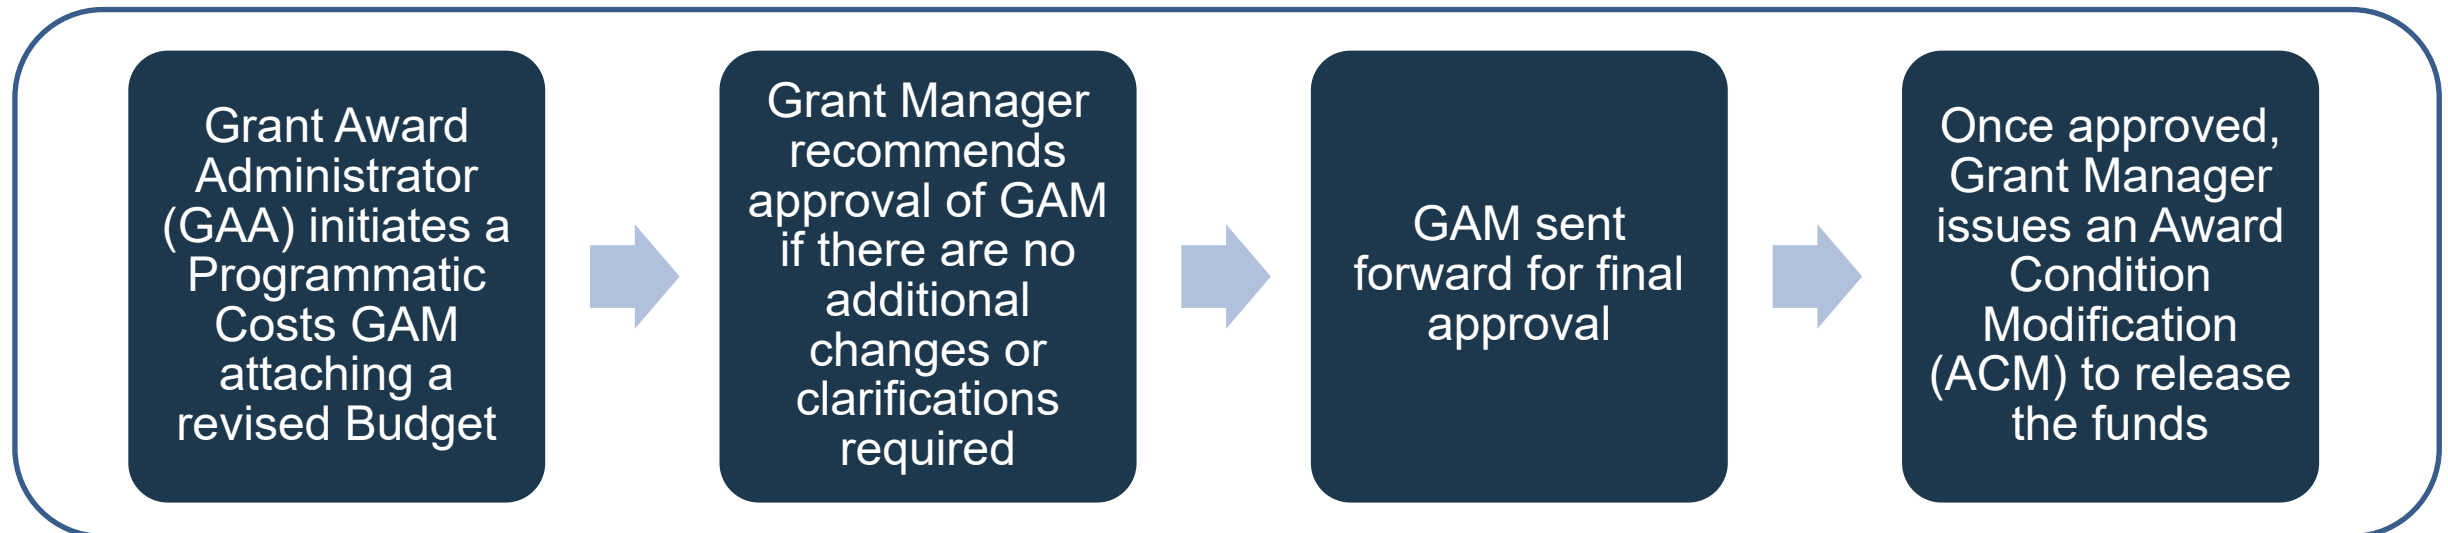 Grant Award
Administrator
(GAA) initiates a
Programmatic
Costs GAM
attaching a
revised Budget
Grant Manager
recommends
approval of GAM
if there are no
additional
changes or
clarifications
required
GAM sent
forward for final
approval
Once approved,
Grant Manager
issues an Award
Condition
Modification
(ACM) to release
the funds